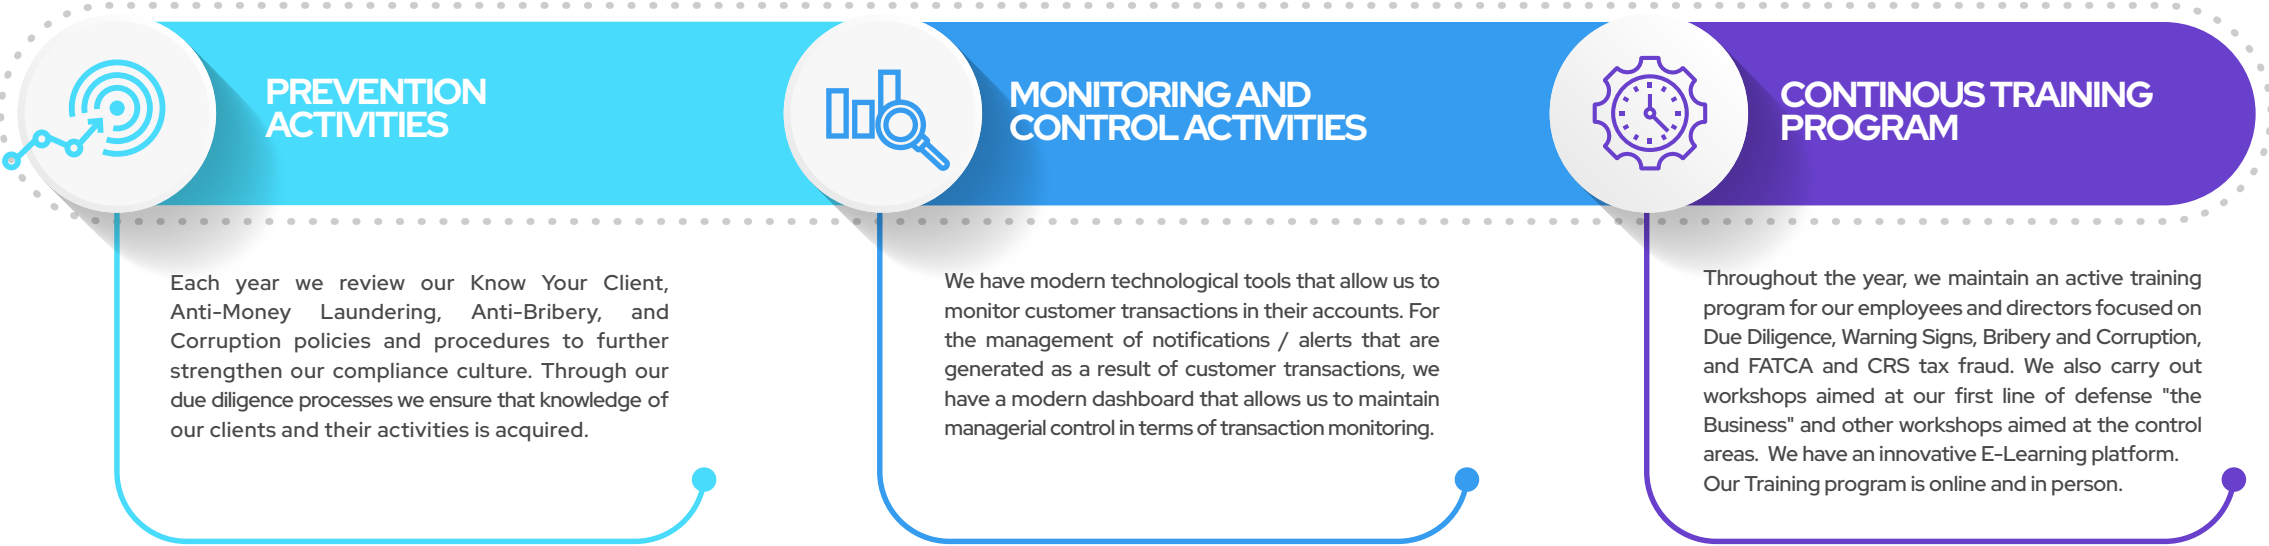 PREVENTION
ACTIVITIES
Each year we review our Know Your Client,
Anti-Money Laundering, Anti-Bribery, and
Corruption policies and procedures to further
strengthen our compliance culture. Through our
due diligence processes we ensure that knowledge of
our clients and their activities is acquired.
MONITORING AND
CONTROL ACTIVITIES
We have modern technological tools that allow us to
monitor customer transactions in their accounts. For
the management of notifications / alerts that are
generated as a result of customer transactions, we
have a modern dashboard that allows us to maintain
managerial control in terms of transaction monitoring.
CONTINOUS TRAINING
PROGRAM
Throughout the year, we maintain an active training
program for our employees and directors focused on
Due Diligence, Warning Signs, Bribery and Corruption,
and FATCA and CRS tax fraud. We also carry out
workshops aimed at our first line of defense "the
Business" and other workshops aimed at the control
areas. We have an innovative E-Learning platform.
Our Training program is online and in person.